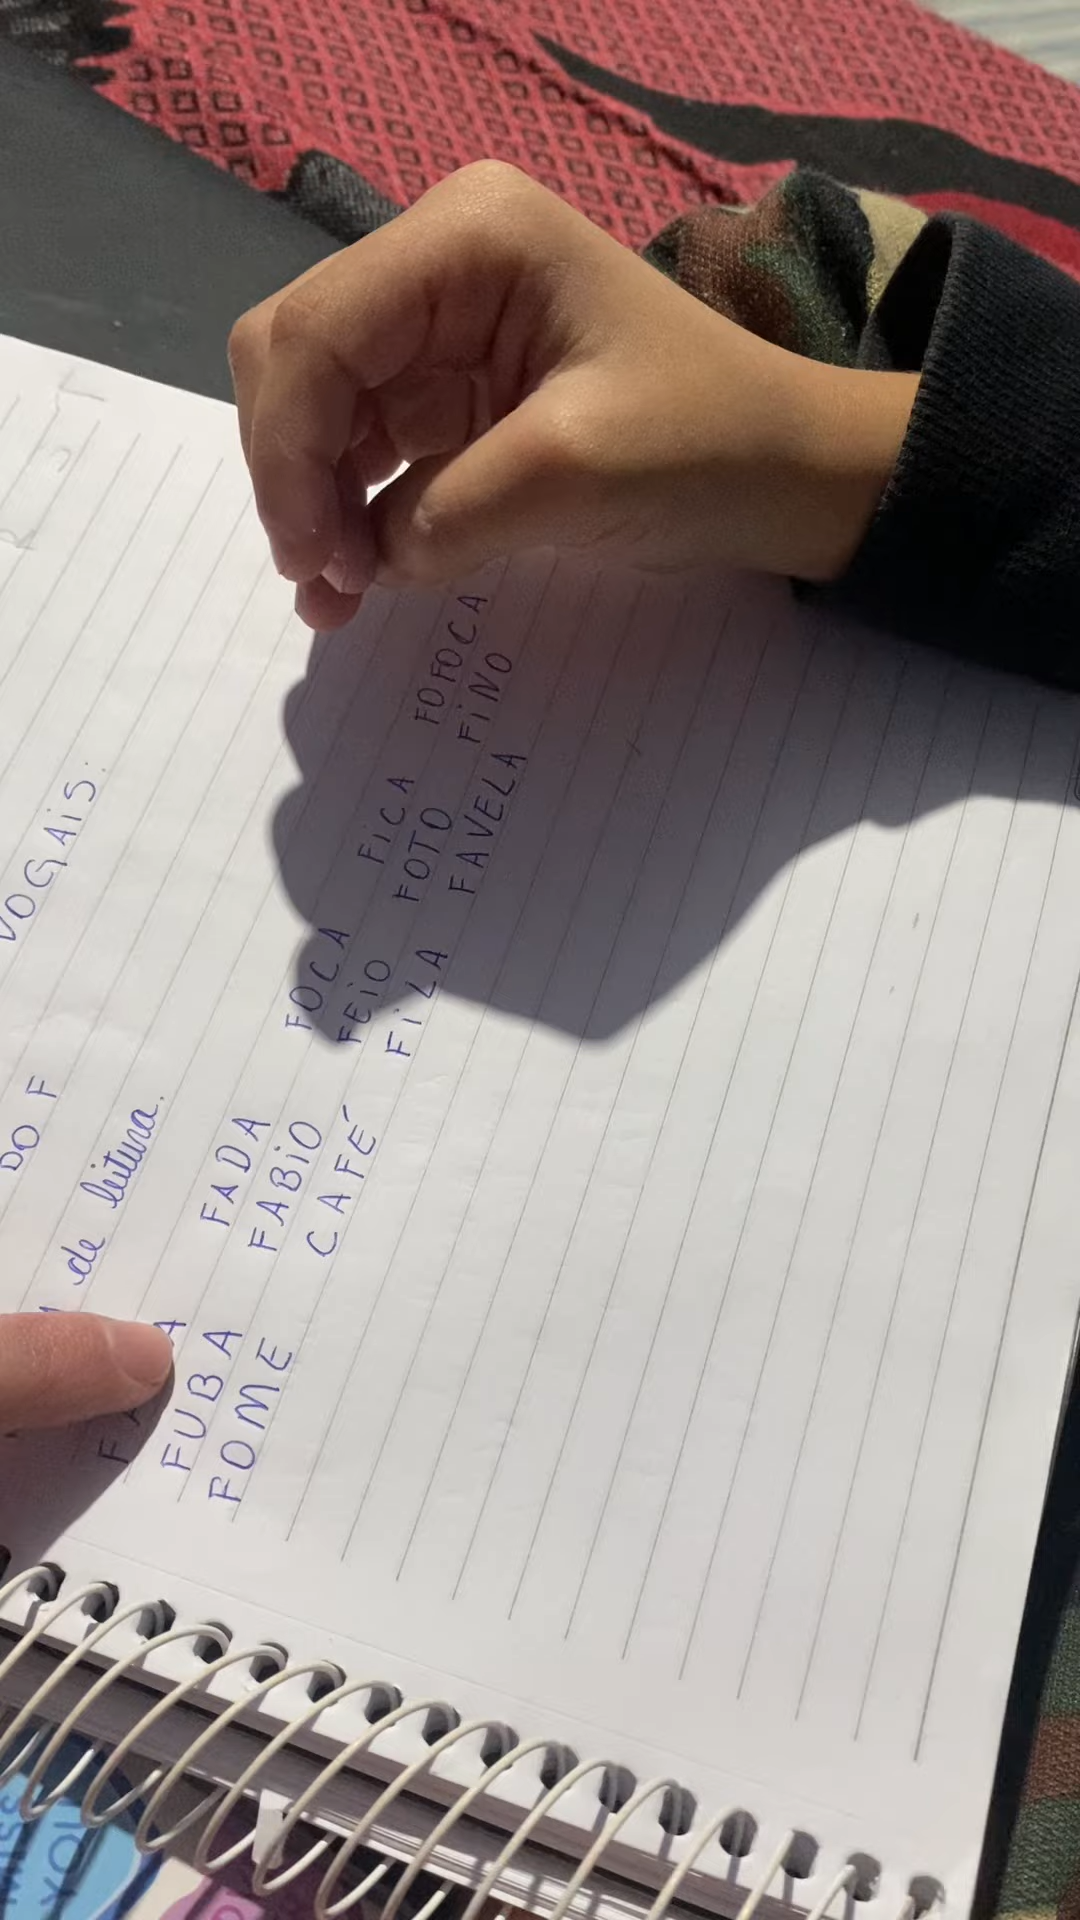 VOGAIS:
DO F
de leitura.
FADA FOCA FICA FOFOCA
FUBA FABIO FEIO FOTO FINO
FOME CAFÉ FILA FAVELA